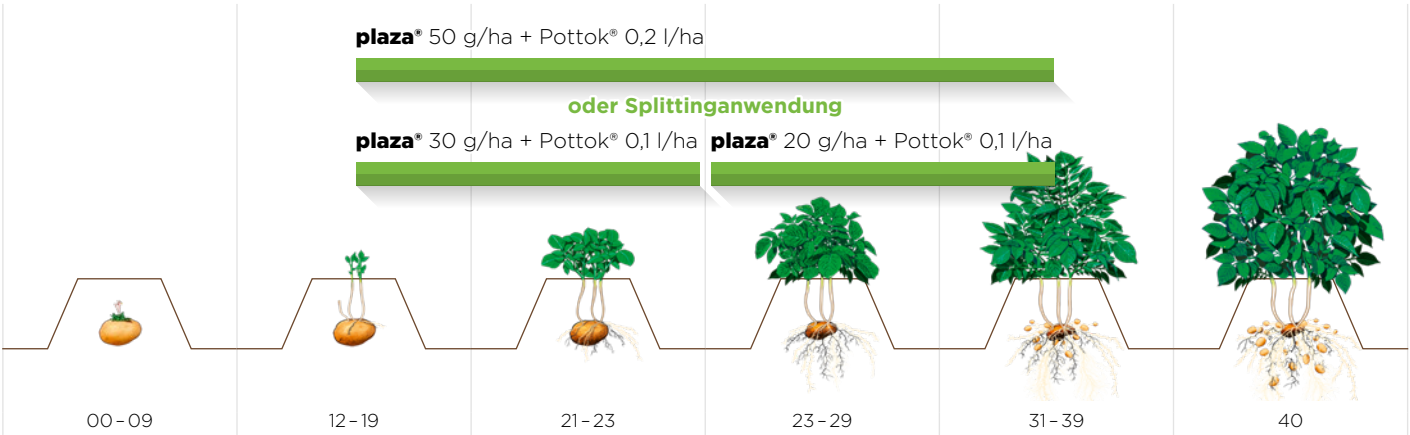 plaza® 50 g/ha + Pottok® 0,2 l/ha
oder Splittinganwendung
plaza® 30 g/ha + Pottok® 0,1 l/ha
plaza® 20 g/ha + Pottok® 0,1 l/ha
00–09
12–19
21–23
23–29
31–39
40